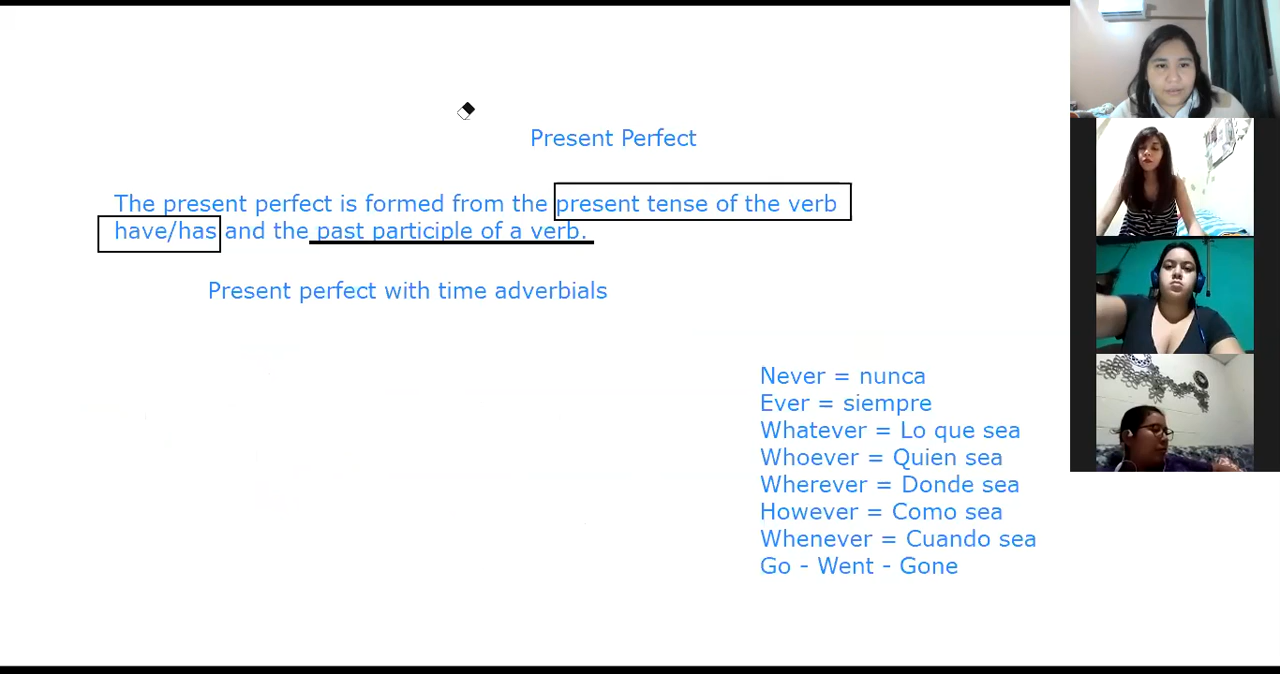 Present Perfect
The present perfect is formed from the present tense of the verb
have/has and the past participle of a verb.
Present perfect with time adverbials
Never = nunca
Ever = siempre
Whatever = Lo que sea
Whoever = Quien sea
Wherever = Donde sea
However = Como sea
Whenever = Cuando sea
Go - Went - Gone